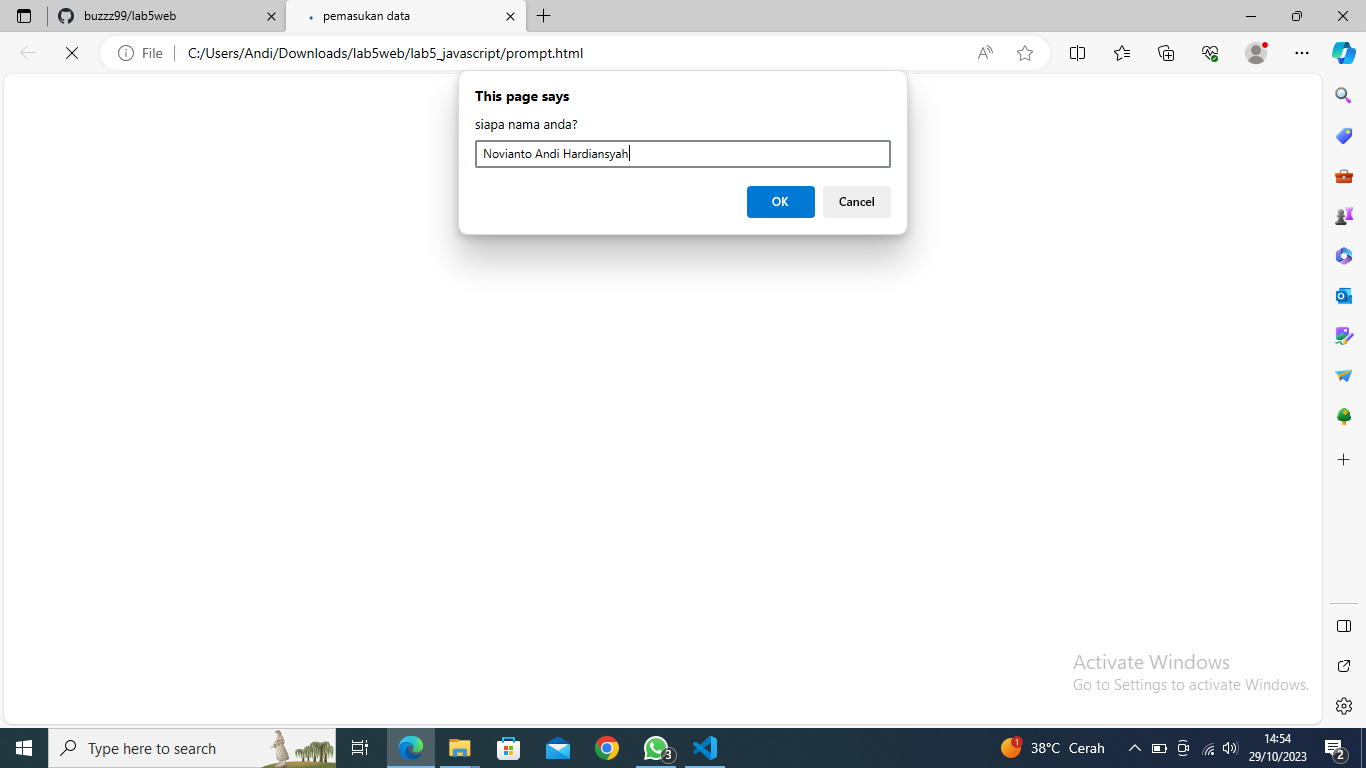 buzzz99/lab5web
pemasukan data
File
C:/Users/Andi/Downloads/lab5web/lab5_javascript/prompt.html
This page says
siapa nama anda?
Novianto Andi Hardiansyah
OK
Cancel
Activate Windows
Go to Settings to activate Windows.
Type here to search
3
1
38°C Cerah
14:54
29/10/2023
2